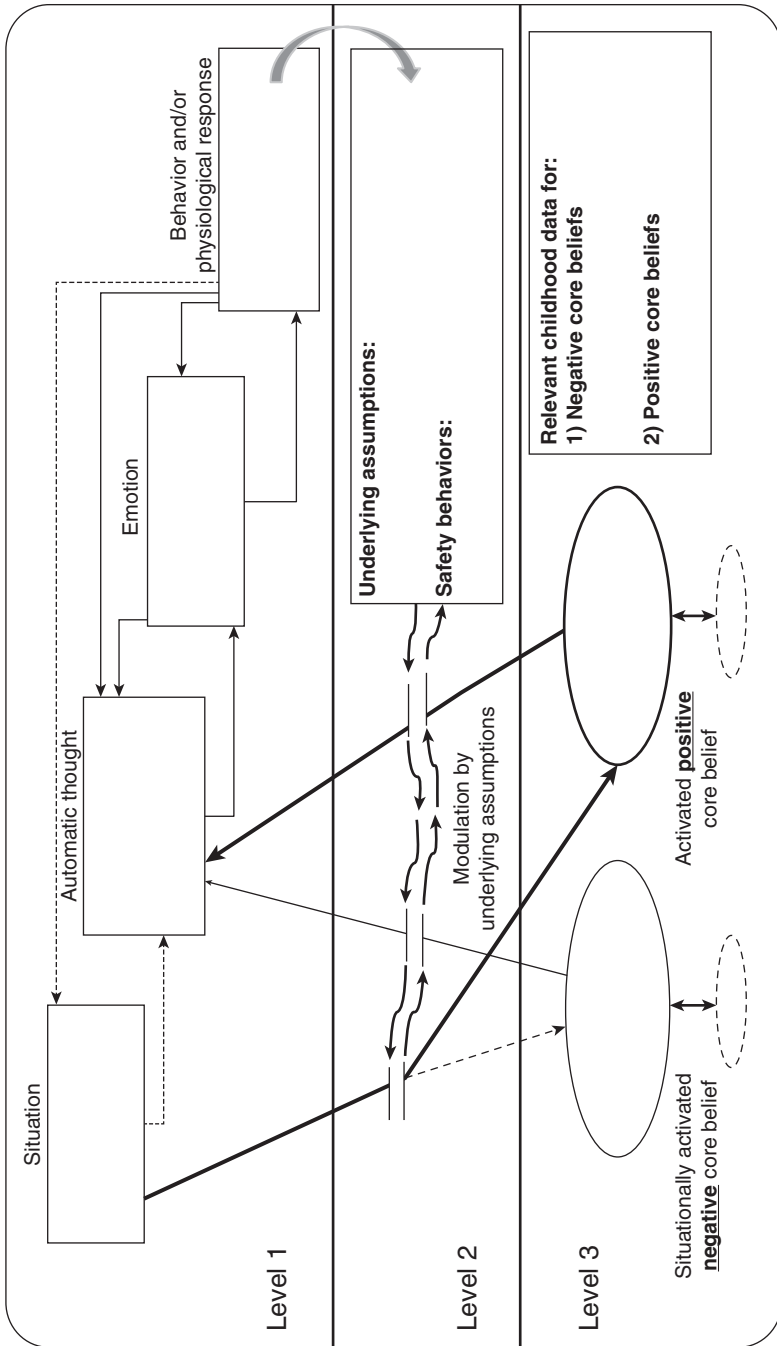 Situation
Automatic thought
Emotion
Behavior and/or
physiological response
Level 1
Underlying assumptions:
Safety behaviors:
Modulation by
underlying assumptions
Level 2
Relevant childhood data for:
1) Negative core beliefs
2) Positive core beliefs
Level 3
Situationally activated
negative core belief
Activated positive
core belief